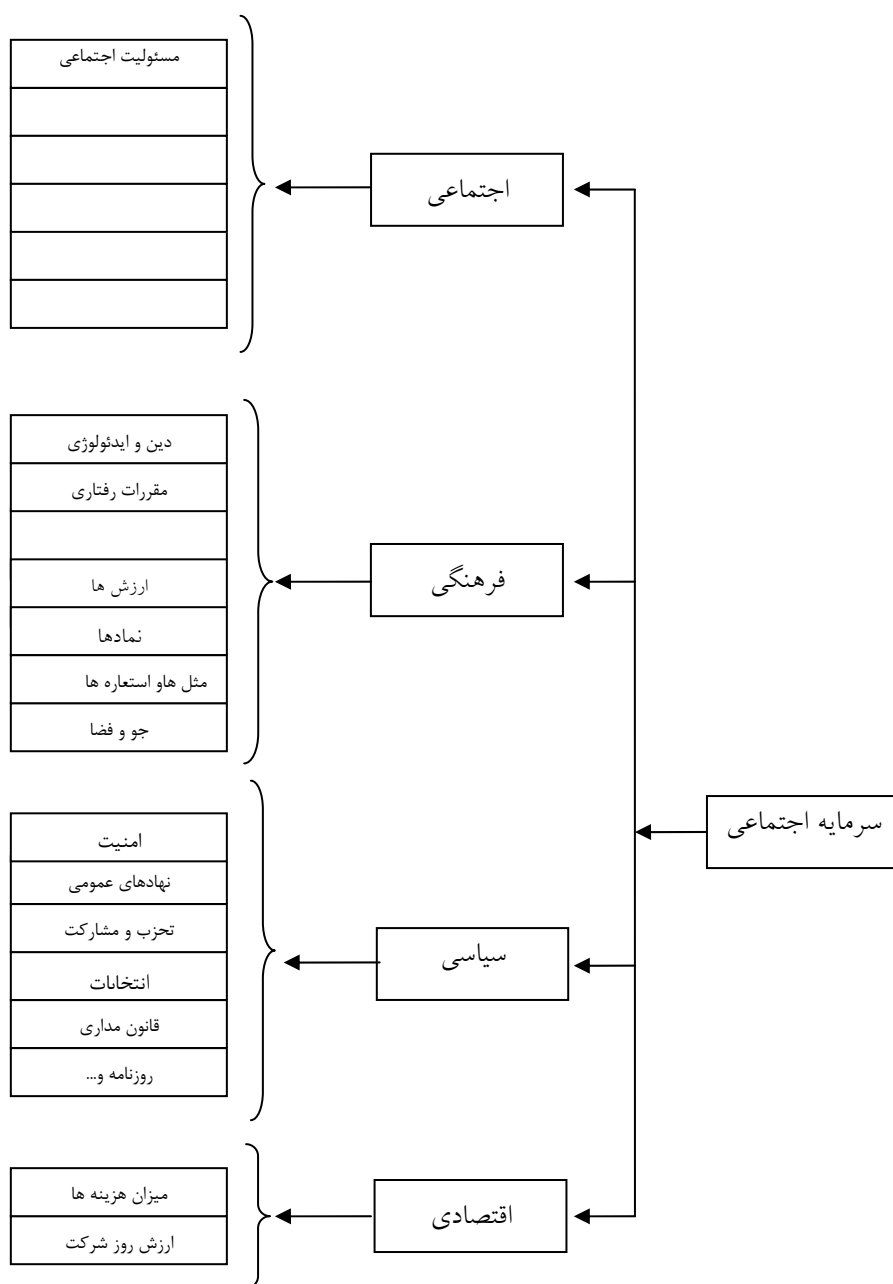 سرمایه اجتماعی
اجتماعی
مسئولیت اجتماعی
فرهنگی
دین و ایدئولوژی
مقررات رفتاری
ارزش ها
نمادها
مثل هاو استعاره ها
جو و فضا
سیاسی
امنیت
نهادهای عمومی
تحزب و مشارکت
انتخابات
قانون مداری
روزنامه و...
اقتصادی
میزان هزینه ها
ارزش روز شرکت